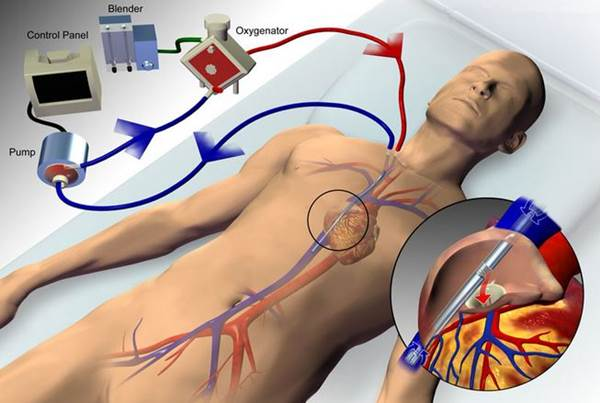 Blender
Oxygenator
Control Panel
Pump